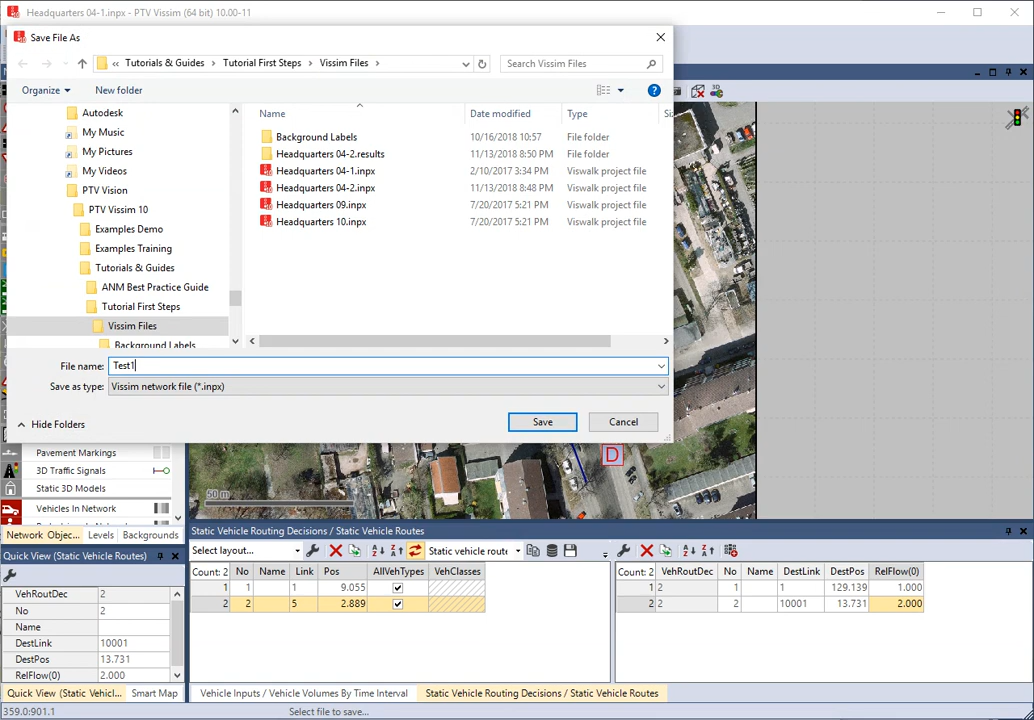 Headquarters 04-1.inpx - PTV Vissim (64 bit) 10.00-11
Save File As
« Tutorials & Guides › Tutorial First Steps › Vissim Files ›
Search Vissim Files
Organize
New folder
Autodesk
My Music
My Pictures
My Videos
PTV Vision
PTV Vissim 10
Examples Demo
Examples Training
Tutorials & Guides
ANM Best Practice Guide
Tutorial First Steps
Vissim Files
Background Labels
Name Date modified Type Siz
Background Labels 10/16/2018 10:57 File folder
Headquarters 04-2.results 11/13/2018 8:50 PM File folder
Headquarters 04-1.inpx 2/10/2017 3:34 PM Viswalk project file
Headquarters 04-2.inpx 11/13/2018 8:48 PM Viswalk project file
Headquarters 09.inpx 7/20/2017 5:21 PM Viswalk project file
Headquarters 10.inpx 7/20/2017 5:21 PM Viswalk project file
File name: Test1
Save as type: Vissim network file (*.inpx)
Hide Folders
Save
Cancel
Pavement Markings
3D Traffic Signals
Static 3D Models
Vehicles In Network
Network Objec... Levels Backgrounds
50 m
D
Quick View (Static Vehicle Routes)
VehRoutDec 2
No 2
Name
DestLink 10001
DestPos 13.731
RelFlow(0) 2.000
Quick View (Static Vehicl... Smart Map
Static Vehicle Routing Decisions / Static Vehicle Routes
Select layout...
Static vehicle route
Count: 2 No Name Link Pos AllVehTypes VehClasses
1 1 1 9.055
2 2 5 2.889
Count: 2 VehRoutDec No Name DestLink DestPos RelFlow(0)
1 2 1 1 129.139 1.000
2 2 2 10001 13.731 2.000
Vehicle Inputs / Vehicle Volumes By Time Interval
Static Vehicle Routing Decisions / Static Vehicle Routes
359.0:901.1
Select file to save...